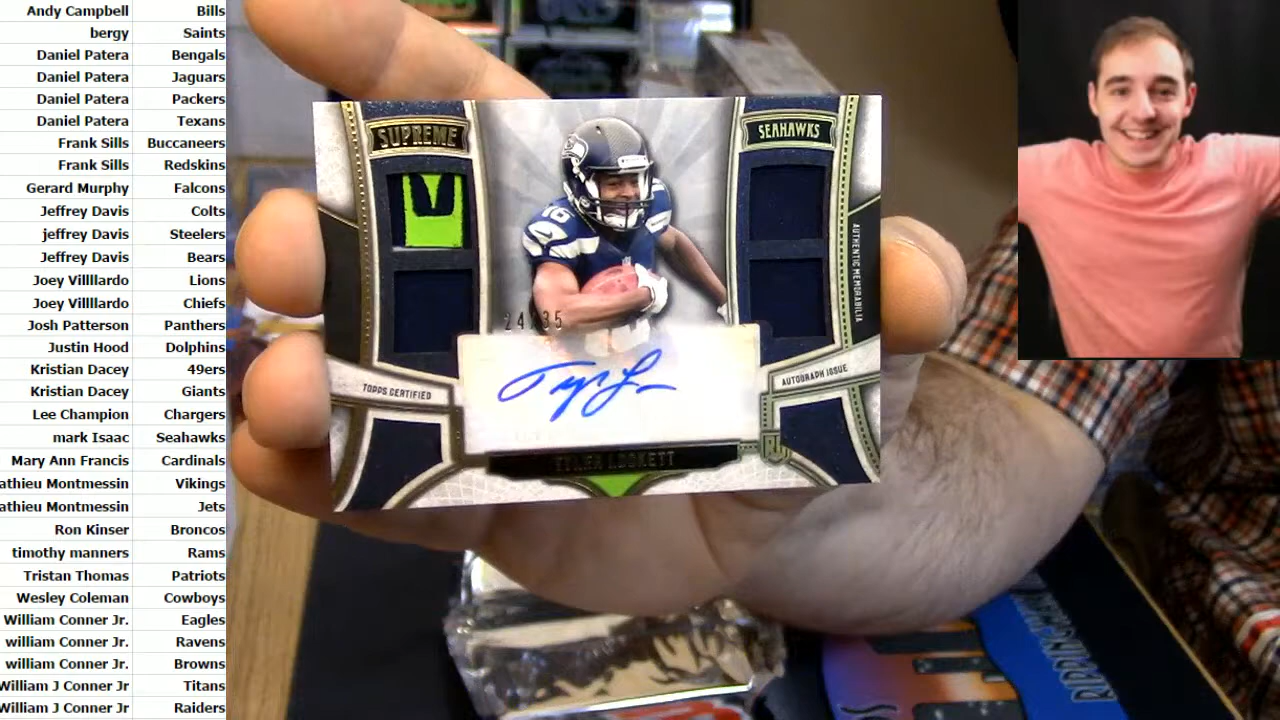 Andy Campbell Bills
bergy Saints
Daniel Patera Bengals
Daniel Patera Jaguars
Daniel Patera Packers
Daniel Patera Texans
Frank Sills Buccaneers
Frank Sills Redskins
Gerard Murphy Falcons
Jeffrey Davis Colts
jeffrey Davis Steelers
Jeffrey Davis Bears
Joey Villllardo Lions
Joey Villllardo Chiefs
Josh Patterson Panthers
Justin Hood Dolphins
Kristian Dacey 49ers
Kristian Dacey Giants
Lee Champion Chargers
mark Isaac Seahawks
Mary Ann Francis Cardinals
athieu Montmessin Vikings
athieu Montmessin Jets
Ron Kinser Broncos
timothy manners Rams
Tristan Thomas Patriots
Wesley Coleman Cowboys
William Conner Jr. Eagles
william Conner Jr. Ravens
william Conner Jr. Browns
William J Conner Jr Titans
William J Conner Jr Raiders
SUPREME
SEAHAWKS
16
AUTHENTIC MEMORABILIA
24/35
TOPPS CERTIFIED
AUTOGRAPH ISSUE
TYLER LOCKETT